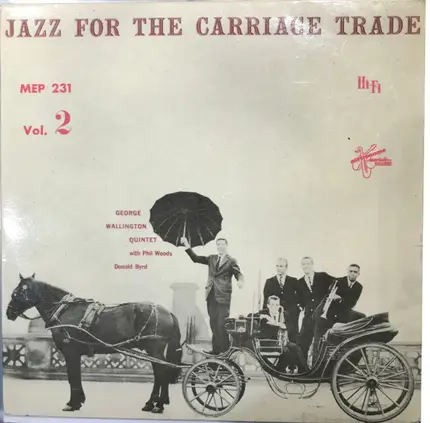 JAZZ FOR THE CARRIAGE TRADE
MEP 231
Hi-Fi
Vol. 2
GEORGE
WALLINGTON
QUINTET
with Phil Woods
Donald Byrd